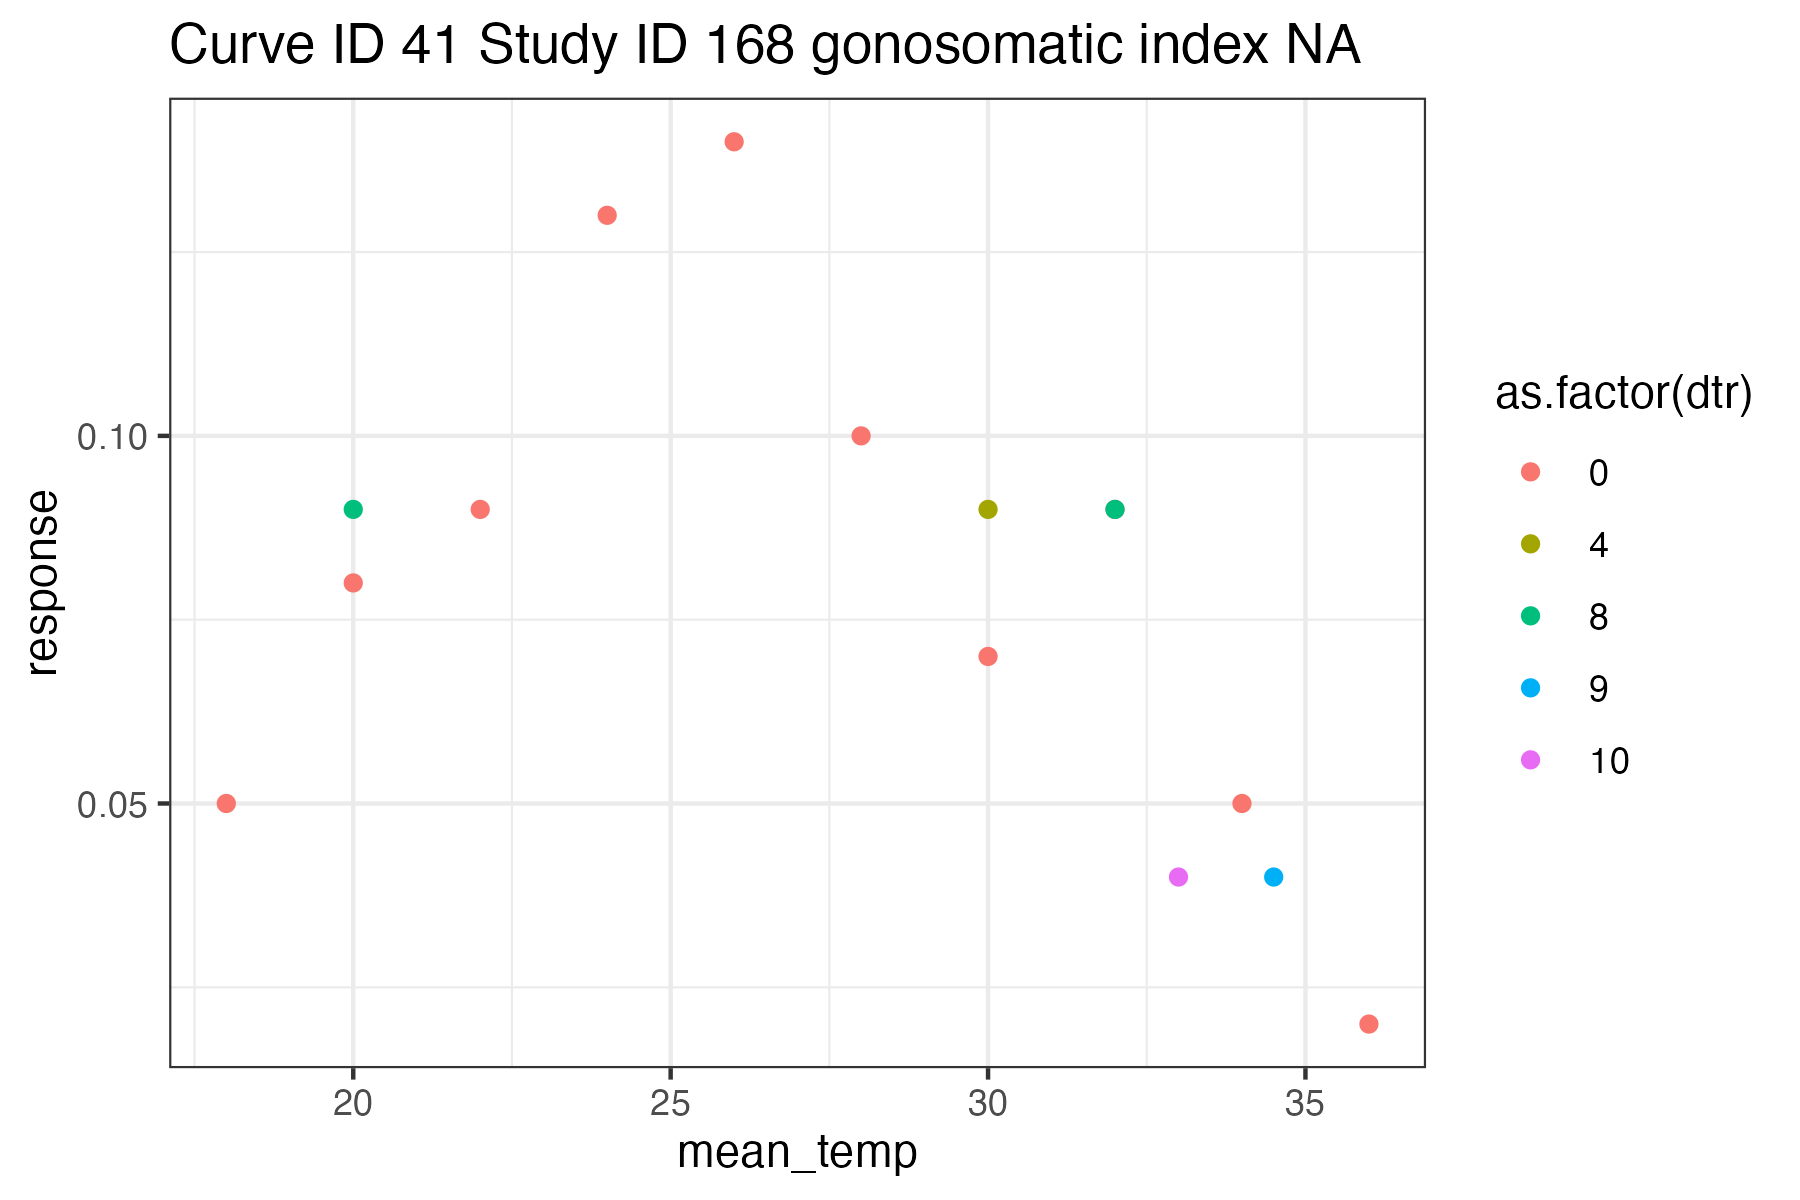 Curve ID 41 Study ID 168 gonosomatic index NA
response
0.10
0.05
20 25 30 35
mean_temp
as.factor(dtr)
0
4
8
9
10